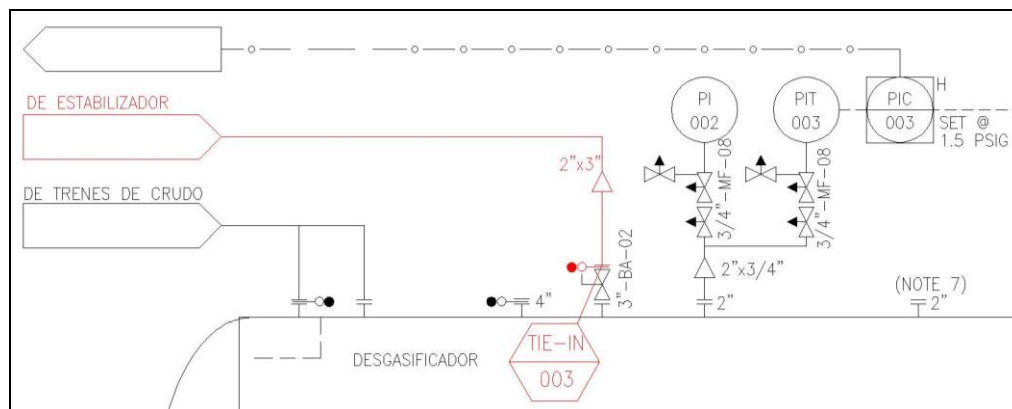 DE ESTABILIZADOR
DE TRENES DE CRUDO
2"x3"
3"-BA-02
TIE-IN
003
4"
DESGASIFICADOR
PI
002
PIT
003
PIC
003
H
SET @
1.5 PSIG
3/4"-MF-08
3/4"-MF-08
2"x3/4"
2"
(NOTE 7)
2"